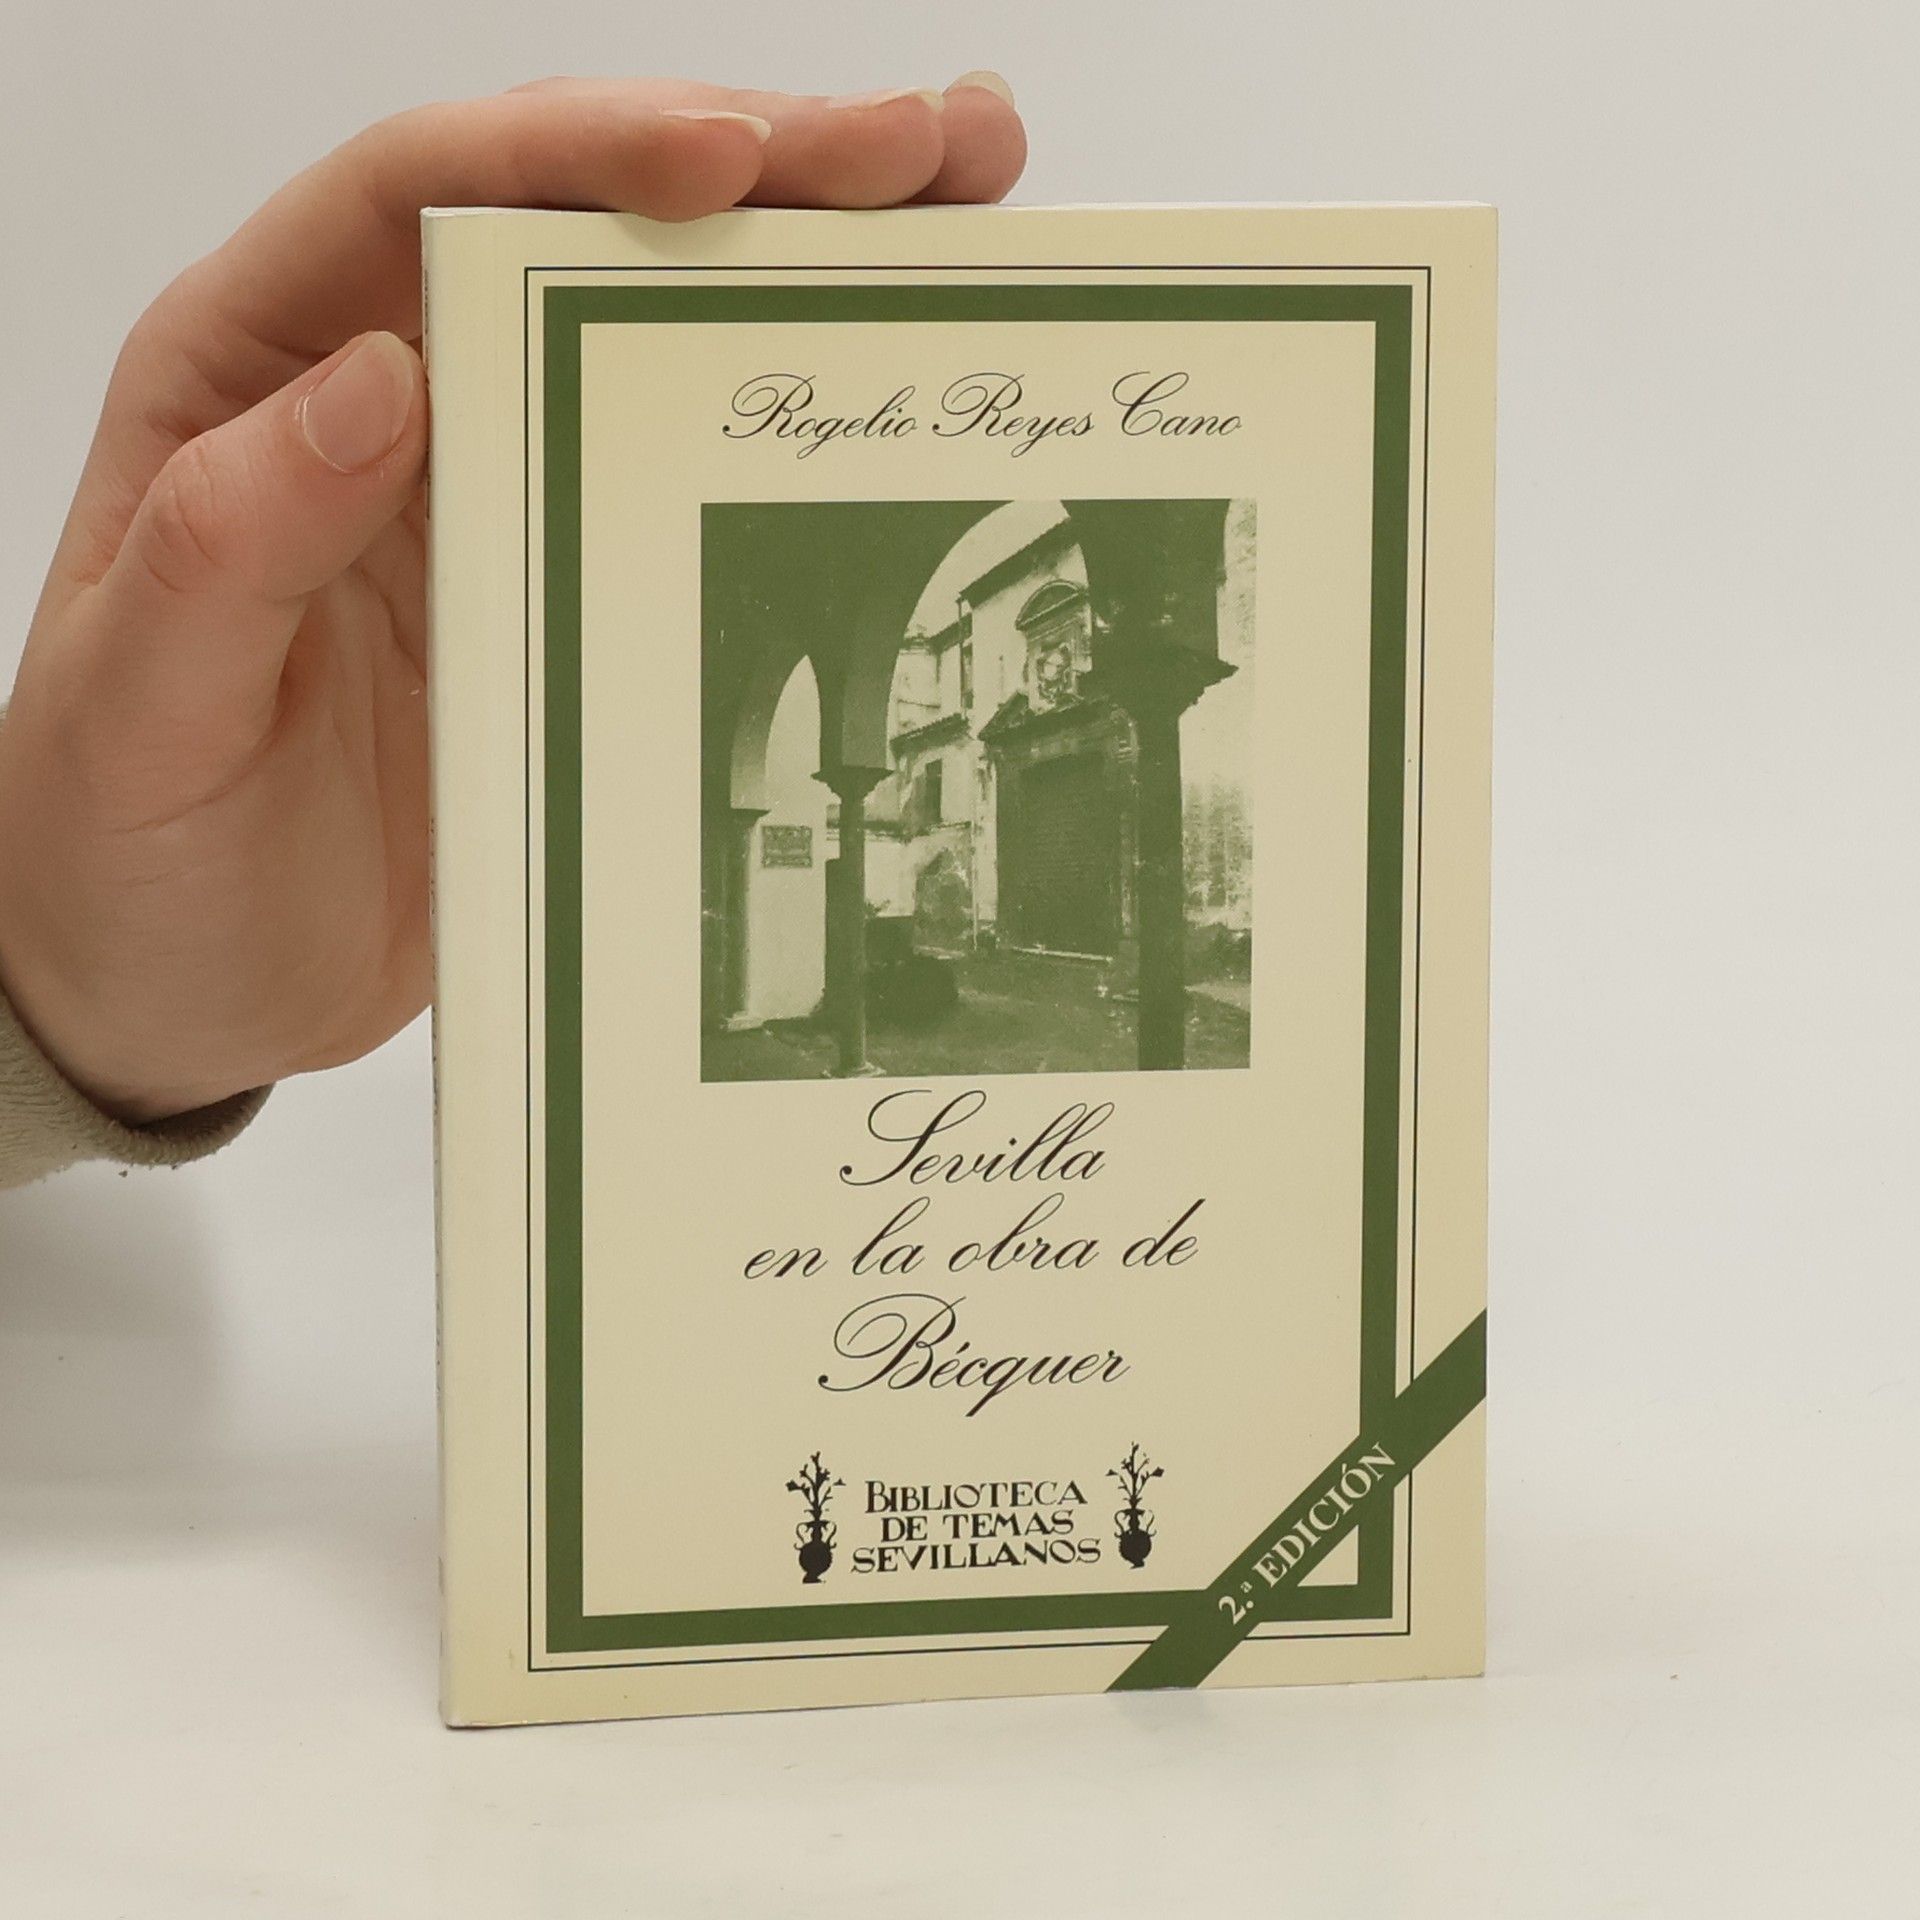 Rogelio Reyes Cano
Sevilla
en la obra de
Bécquer
BIBLIOTECA
DE TEMAS
SEVILLANOS
2.ª EDICIÓN